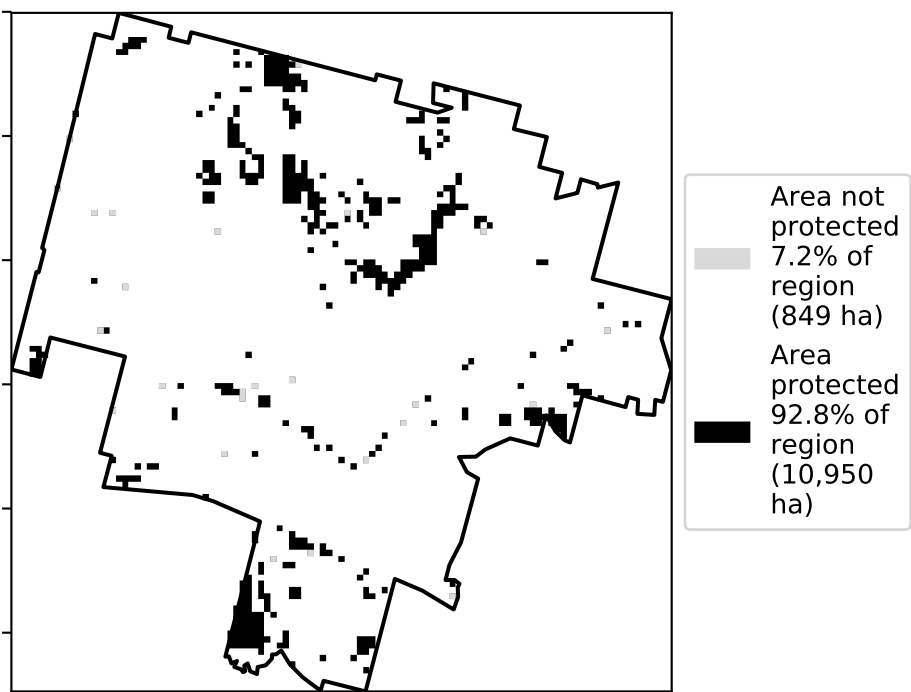 Area not
protected
7.2% of
region
(849 ha)
Area
protected
92.8% of
region
(10,950
ha)